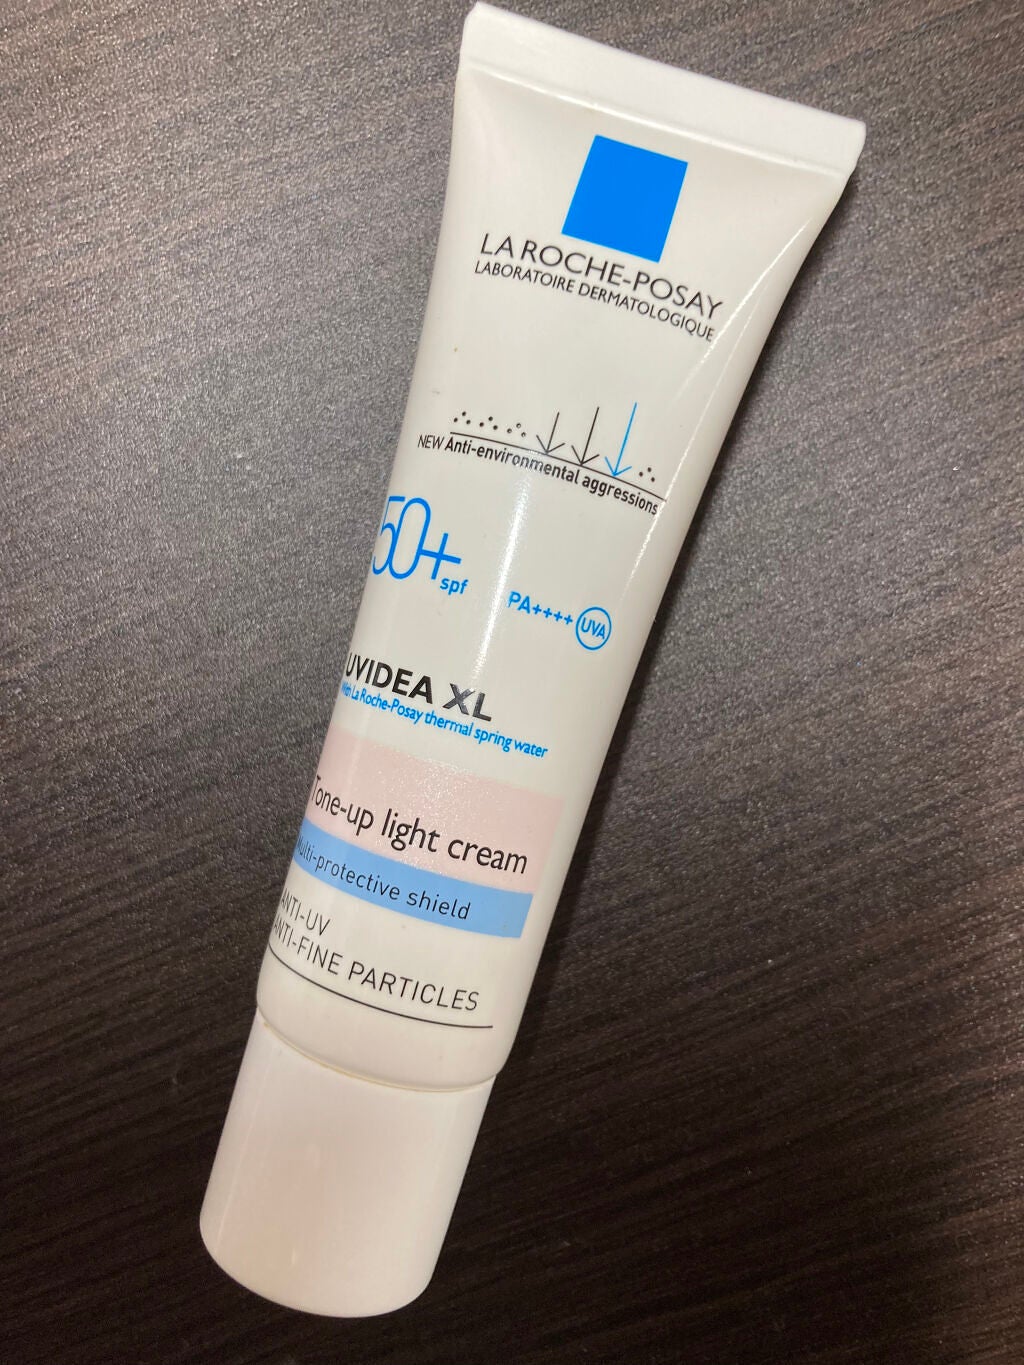 LA ROCHE-POSAY
LABORATOIRE DERMATOLOGIQUE
NEW Anti-environmental aggressions
50+ spf
PA++++ UVA
UVIDEA XL
With La Roche-Posay thermal spring water
Tone-up light cream
Multi-protective shield
ANTI-UV
ANTI-FINE PARTICLES